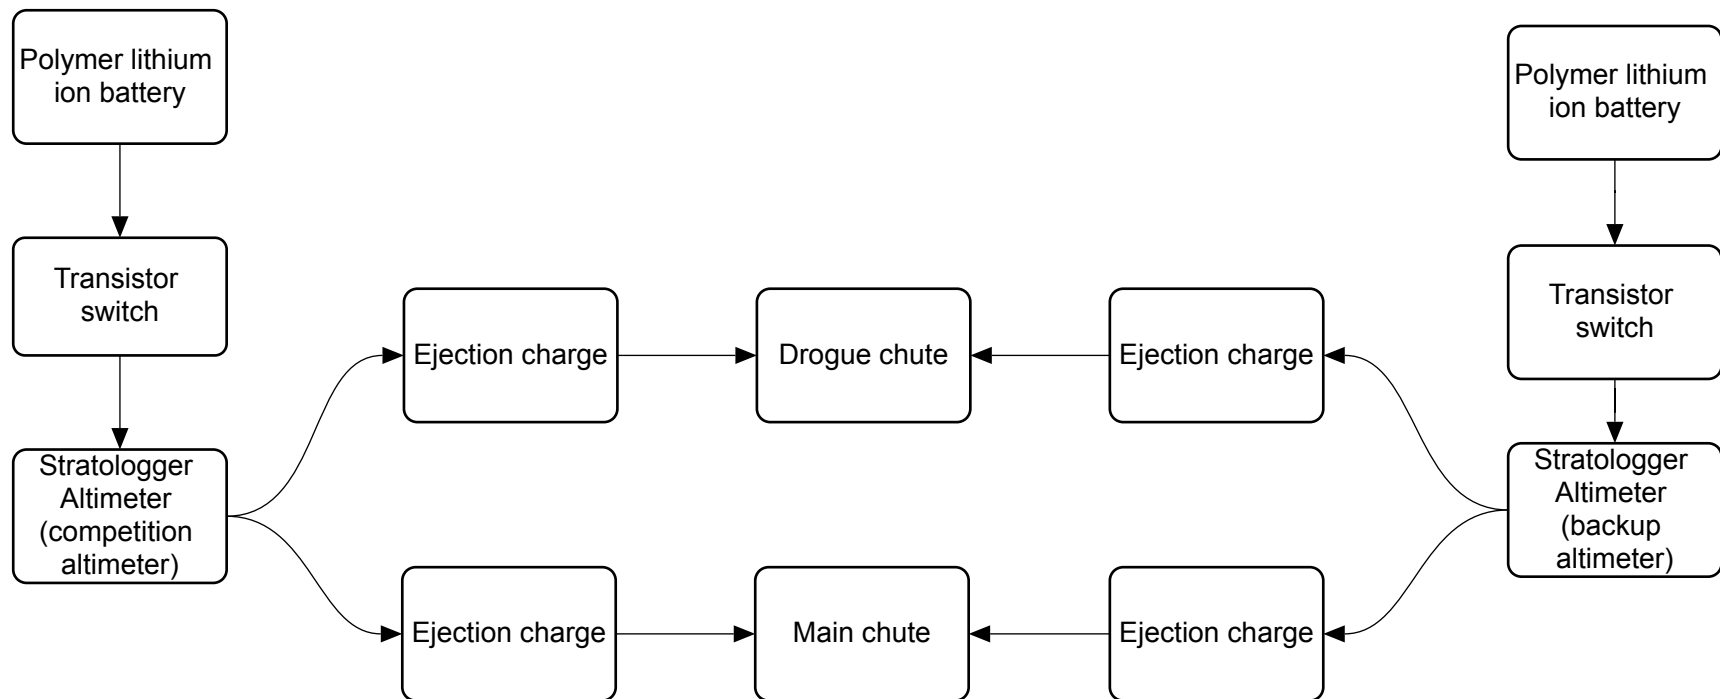 Polymer lithium
ion battery
Polymer lithium
ion battery
Transistor
switch
Transistor
switch
Ejection charge
Drogue chute
Ejection charge
Stratologger
Altimeter
(competition
altimeter)
Stratologger
Altimeter
(backup
altimeter)
Ejection charge
Main chute
Ejection charge